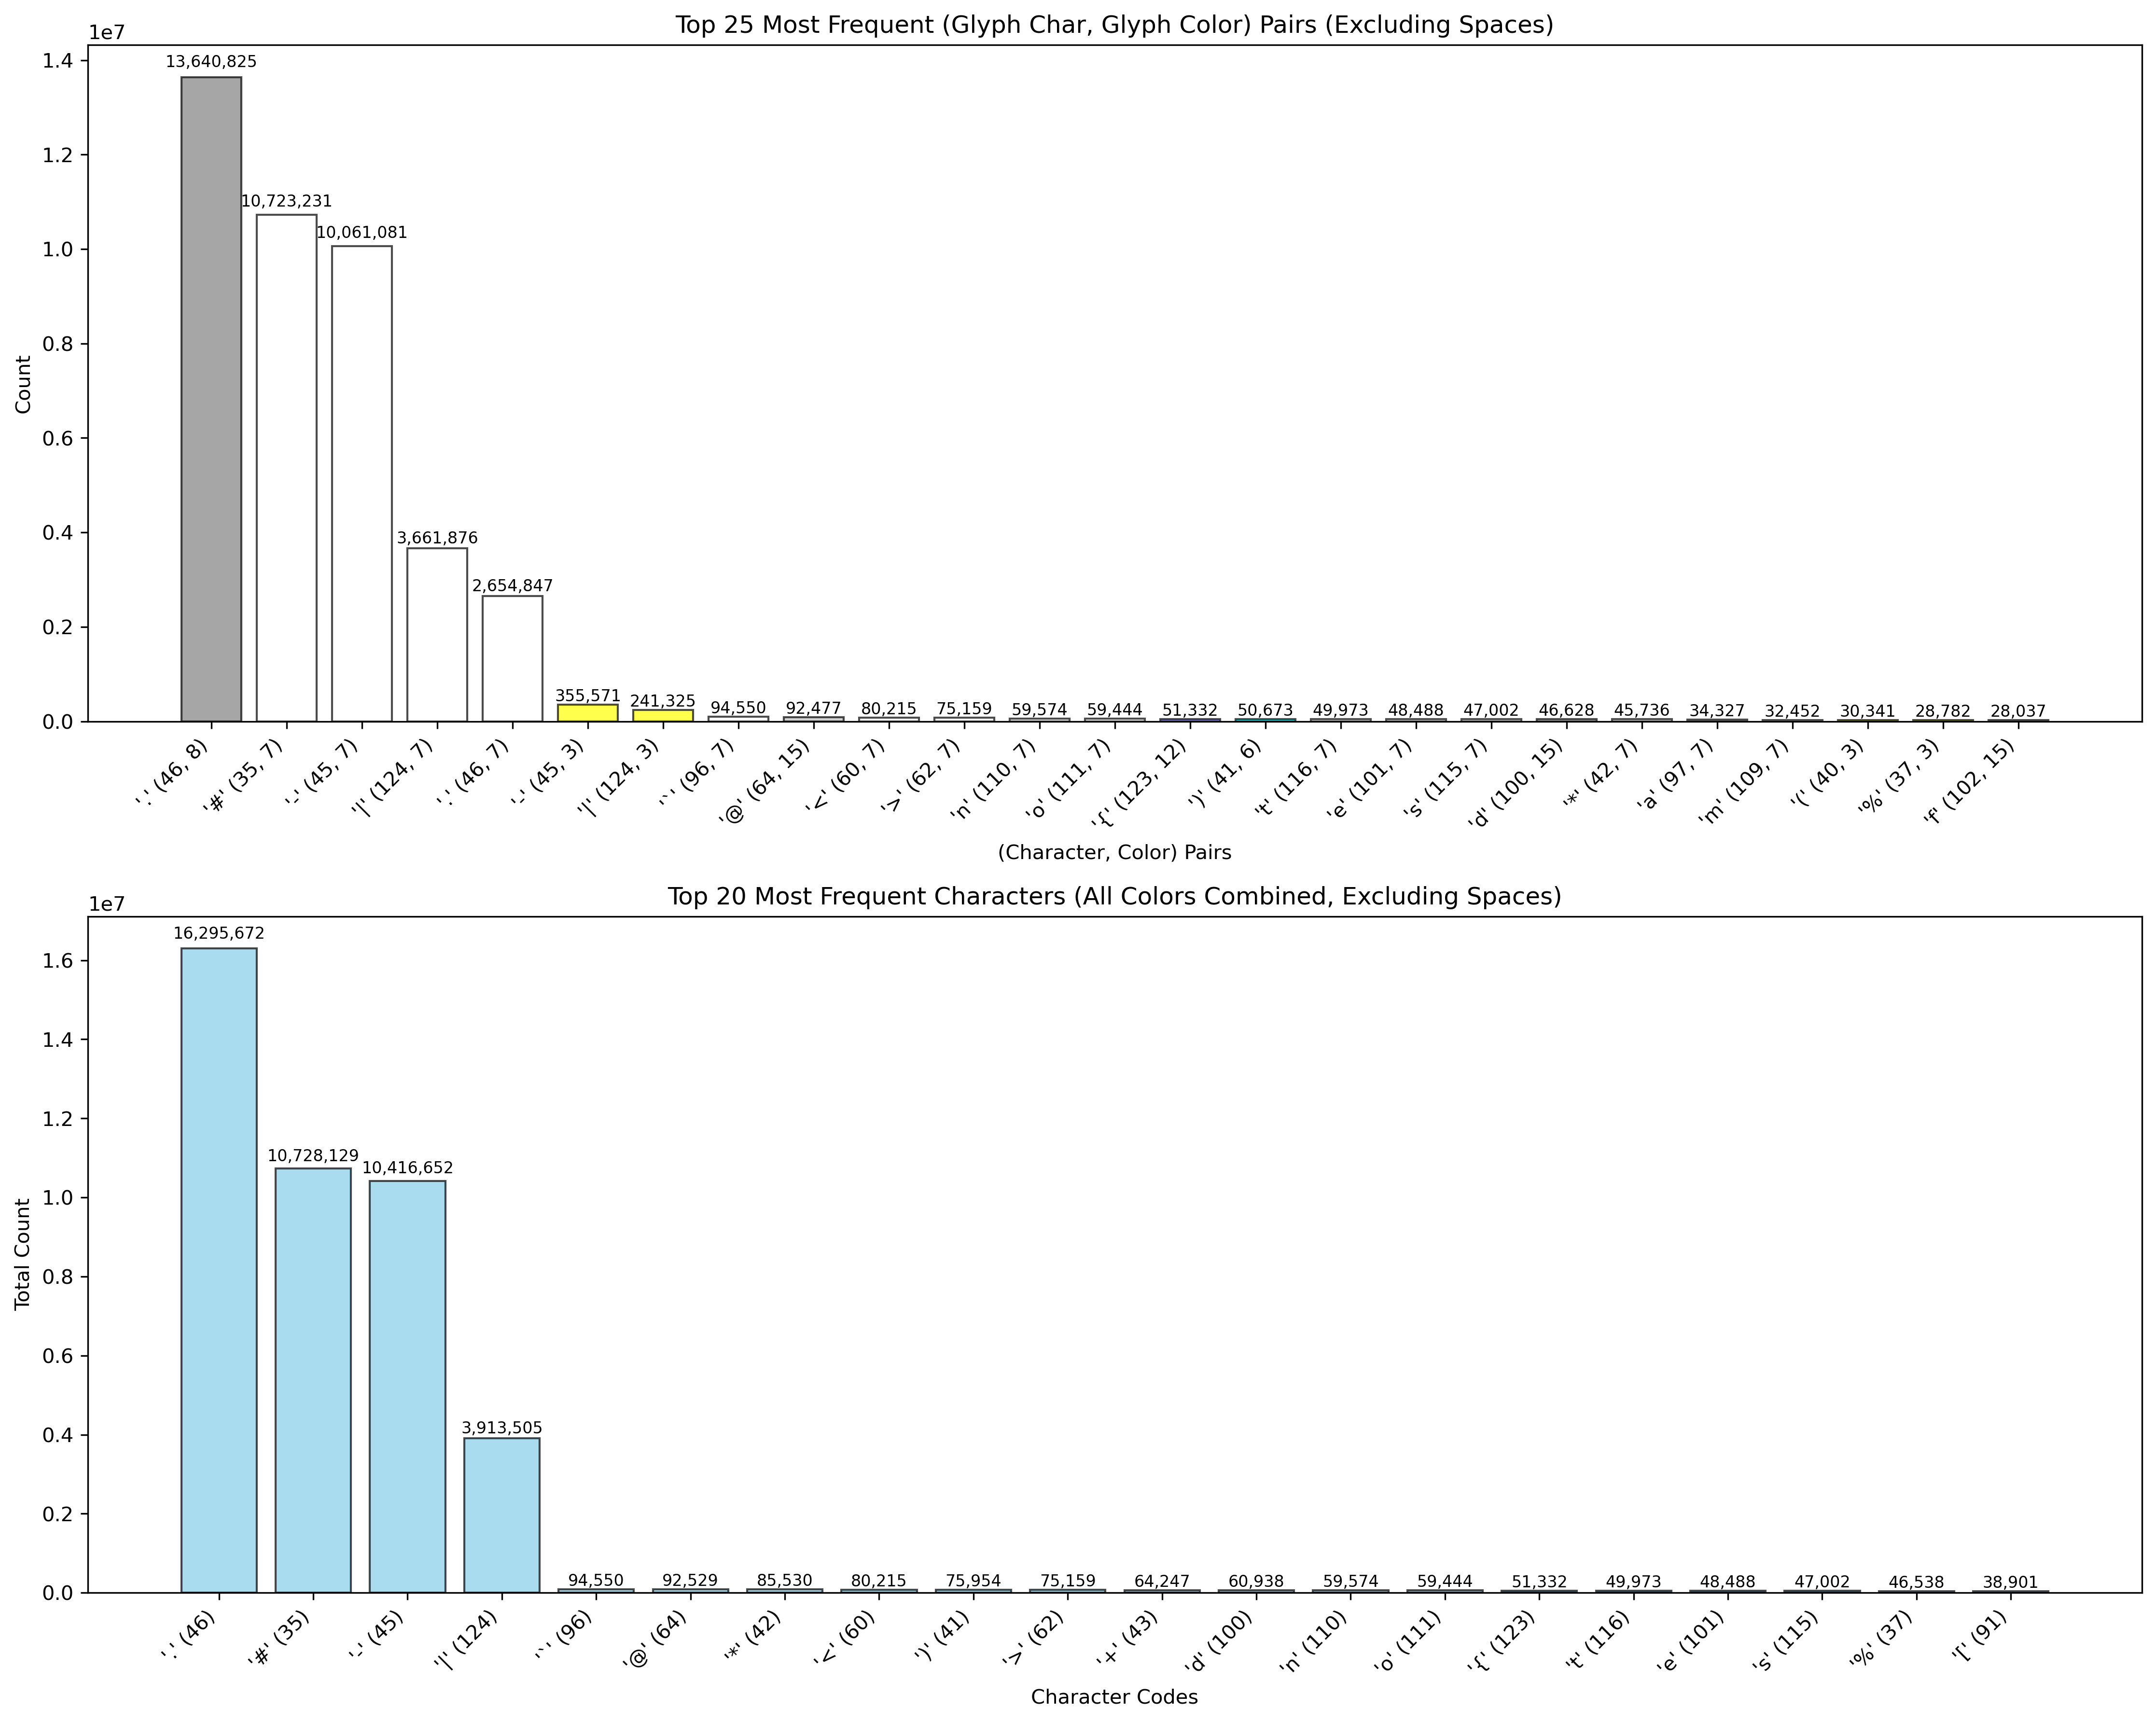 Top 25 Most Frequent (Glyph Char, Glyph Color) Pairs (Excluding Spaces)
1e7
1.4
1.2
1.0
0.8
0.6
0.4
0.2
0.0
Count
13,640,825
10,723,231
10,061,081
3,661,876
2,654,847
355,571
241,325
94,550
92,477
80,215
75,159
59,574
59,444
51,332
50,673
49,973
48,488
47,002
46,628
45,736
34,327
32,452
30,341
28,782
28,037
'.' (46, 8)
'#' (35, 7)
'-' (45, 7)
'|' (124, 7)
'.' (46, 7)
'-' (45, 3)
'|' (124, 3)
'`' (96, 7)
'@' (64, 15)
'<' (60, 7)
'>' (62, 7)
'n' (110, 7)
'o' (111, 7)
'{' (123, 12)
')' (41, 6)
't' (116, 7)
'e' (101, 7)
's' (115, 7)
'd' (100, 15)
'*' (42, 7)
'a' (97, 7)
'm' (109, 7)
'(' (40, 3)
'%' (37, 3)
'f' (102, 15)
(Character, Color) Pairs
Top 20 Most Frequent Characters (All Colors Combined, Excluding Spaces)
1e7
1.6
1.4
1.2
1.0
0.8
0.6
0.4
0.2
0.0
Total Count
16,295,672
10,728,129
10,416,652
3,913,505
94,550
92,529
85,530
80,215
75,954
75,159
64,247
60,938
59,574
59,444
51,332
49,973
48,488
47,002
46,538
38,901
'.' (46)
'#' (35)
'-' (45)
'|' (124)
'`' (96)
'@' (64)
'*' (42)
'<' (60)
')' (41)
'>' (62)
'+' (43)
'd' (100)
'n' (110)
'o' (111)
'{' (123)
't' (116)
'e' (101)
's' (115)
'%' (37)
'[' (91)
Character Codes